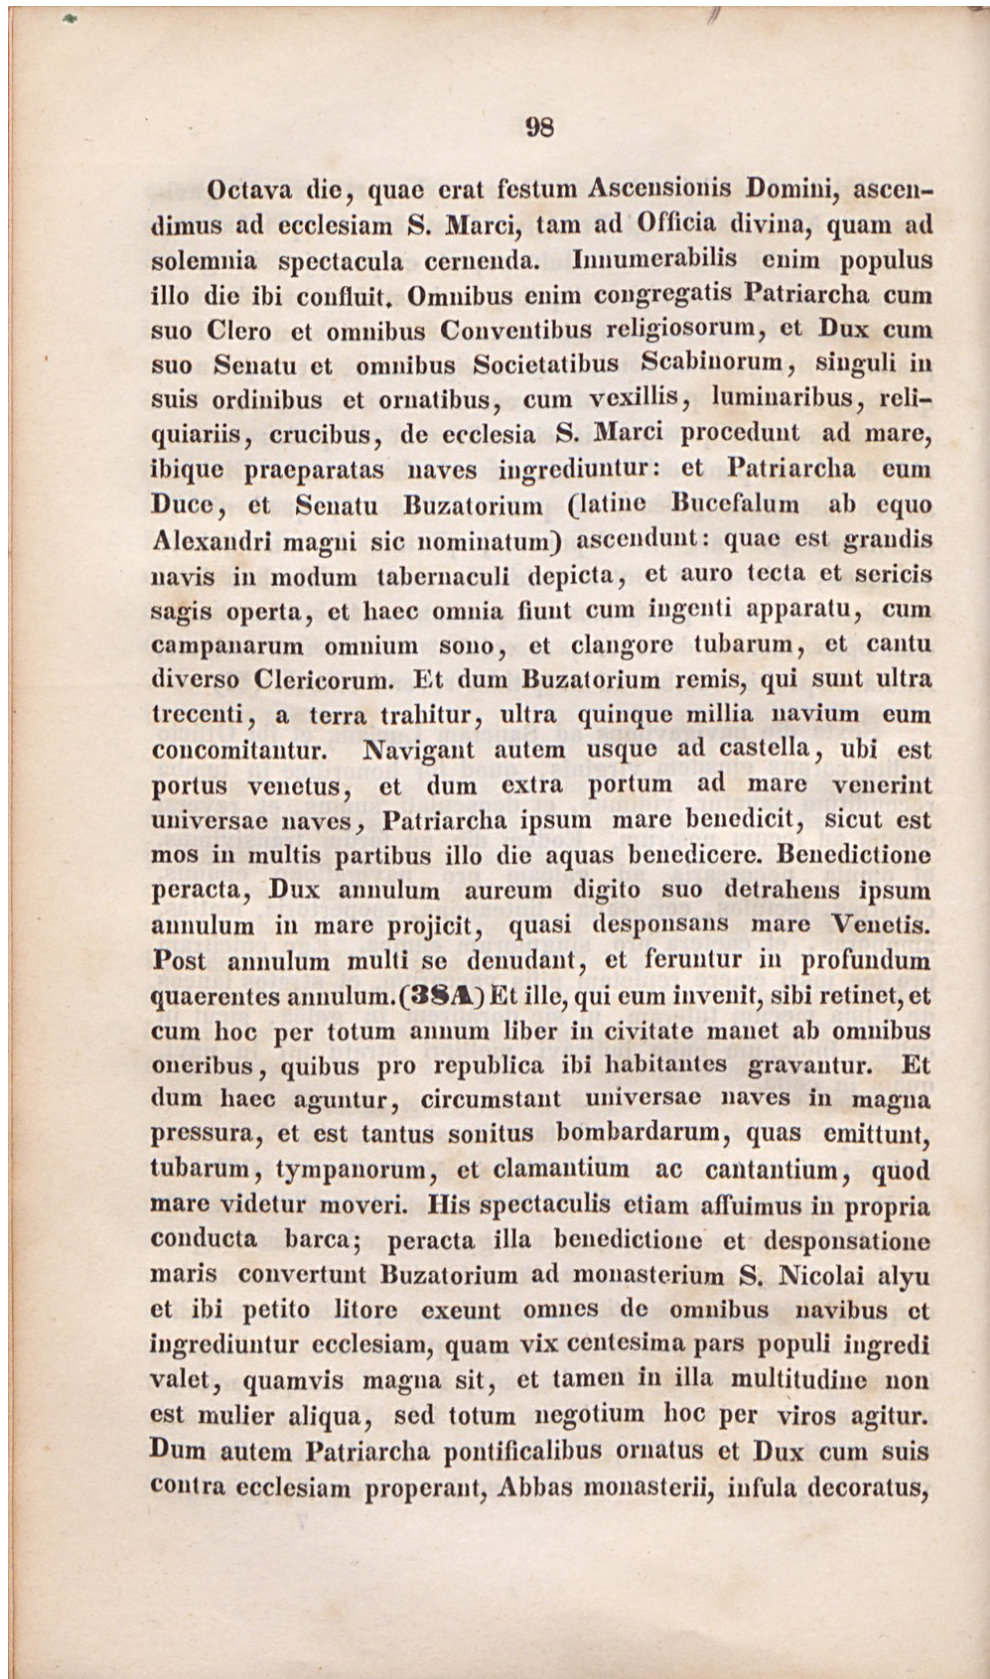 98
Octava die, quae erat festum Ascensionis Domini, ascen-
dimus ad ecclesiam S. Marci, tam ad Officia divina, quam ad
solemnia spectacula cernenda. Innumerabilis enim populus
illo die ibi confluit. Omnibus enim congregatis Patriarcha cum
suo Clero et omnibus Conventibus religiosorum, et Dux cum
suo Senatu et omnibus Societatibus Scabinorum, singuli in
suis ordinibus et ornatibus, cum vexillis, luminaribus, reli-
quiariis, crucibus, de ecclesia S. Marci procedunt ad mare,
ibique praeparatas naves ingrediuntur: et Patriarcha cum
Duce, et Senatu Buzatorium (latine Bucefalum ab equo
Alexandri magni sic nominatum) ascendunt: quae est grandis
navis in modum tabernaculi depicta, et auro tecta et sericis
sagis operta, et haec omnia fiunt cum ingenti apparatu, cum
campanarum omnium sono, et clangore tubarum, et cantu
diverso Clericorum. Et dum Buzatorium remis, qui sunt ultra
trecenti, a terra trahitur, ultra quinque millia navium eum
concomitantur. Navigant autem usque ad castella, ubi est
portus venetus, et dum extra portum ad mare venerint
universae naves, Patriarcha ipsum mare benedicit, sicut est
mos in multis partibus illo die aquas benedicere. Benedictione
peracta, Dux annulum aureum digito suo detrahens ipsum
annulum in mare projicit, quasi desponsans mare Venetis.
Post annulum multi se denudant, et feruntur in profundum
quaerentes annulum.(38A) Et ille, qui eum invenit, sibi retinet, et
cum hoc per totum annum liber in civitate manet ab omnibus
oneribus, quibus pro republica ibi habitantes gravantur. Et
dum haec aguntur, circumstant universae naves in magna
pressura, et est tantus sonitus bombardarum, quas emittunt,
tubarum, tympanorum, et clamantium ac cantantium, quod
mare videtur moveri. His spectaculis etiam affuimus in propria
conducta barca; peracta illa benedictione et desponsatione
maris convertunt Buzatorium ad monasterium S. Nicolai alyu
et ibi petito litore exeunt omnes de omnibus navibus et
ingrediuntur ecclesiam, quam vix centesima pars populi ingredi
valet, quamvis magna sit, et tamen in illa multitudine non
est mulier aliqua, sed totum negotium hoc per viros agitur.
Dum autem Patriarcha pontificalibus ornatus et Dux cum suis
contra ecclesiam properant, Abbas monasterii, infula decoratus,